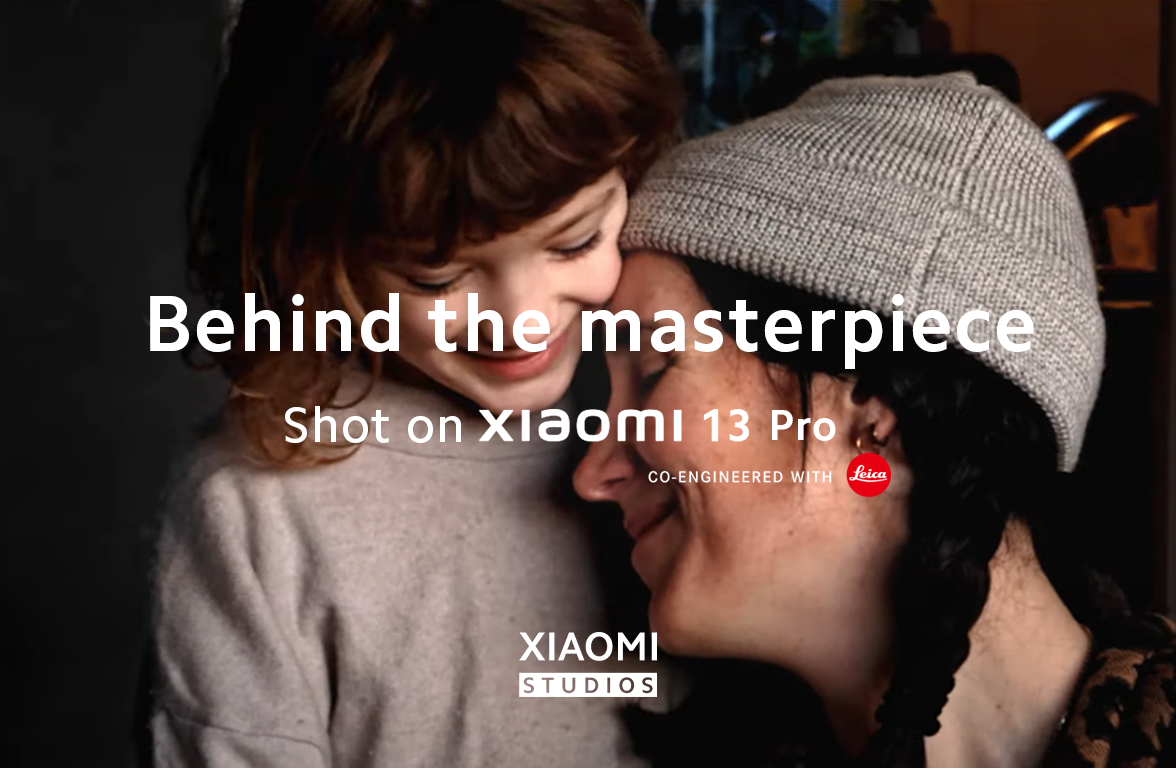 Behind the masterpiece
Shot on xiaomi 13 Pro
CO-ENGINEERED WITH Leica
XIAOMI
STUDIOS